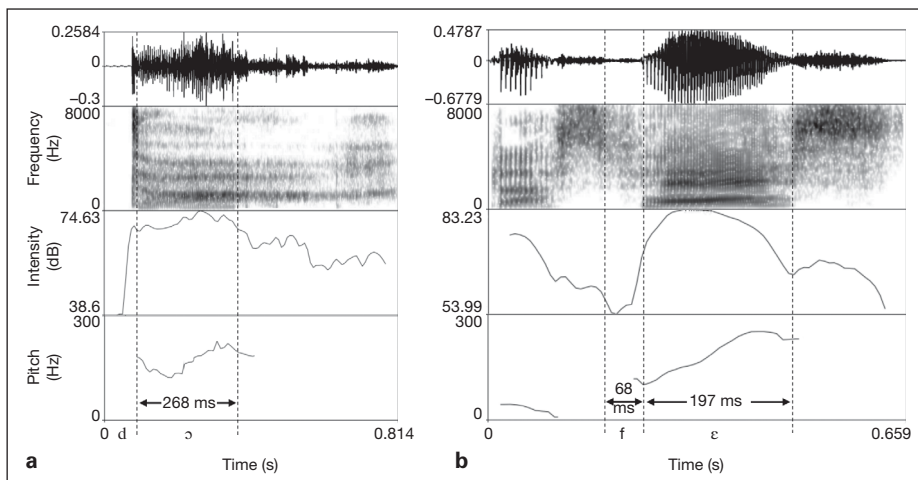 0.2584
0
–0.3
8000
Frequency
(Hz)
0
74.63
Intensity
(dB)
38.6
300
Pitch
(Hz)
0
268 ms
0
d
ɔ
0.814
a
Time (s)
0.4787
0
–0.6779
8000
0
83.23
53.99
300
0
68
ms
197 ms
0
f
ε
0.659
b
Time (s)